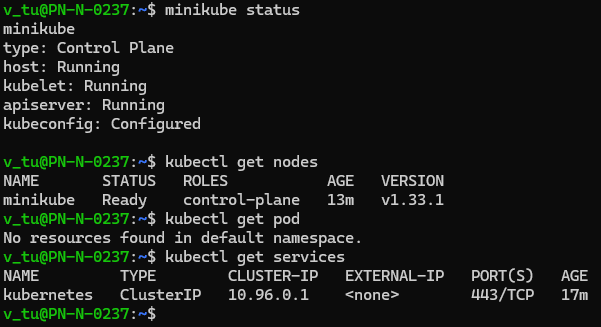 v_tu@PN-N-0237:~$ minikube status
minikube
type: Control Plane
host: Running
kubelet: Running
apiserver: Running
kubeconfig: Configured

v_tu@PN-N-0237:~$ kubectl get nodes
NAME       STATUS   ROLES           AGE   VERSION
minikube   Ready    control-plane   13m   v1.33.1
v_tu@PN-N-0237:~$ kubectl get pod
No resources found in default namespace.
v_tu@PN-N-0237:~$ kubectl get services
NAME         TYPE        CLUSTER-IP   EXTERNAL-IP   PORT(S)   AGE
kubernetes   ClusterIP   10.96.0.1    <none>        443/TCP   17m
v_tu@PN-N-0237:~$